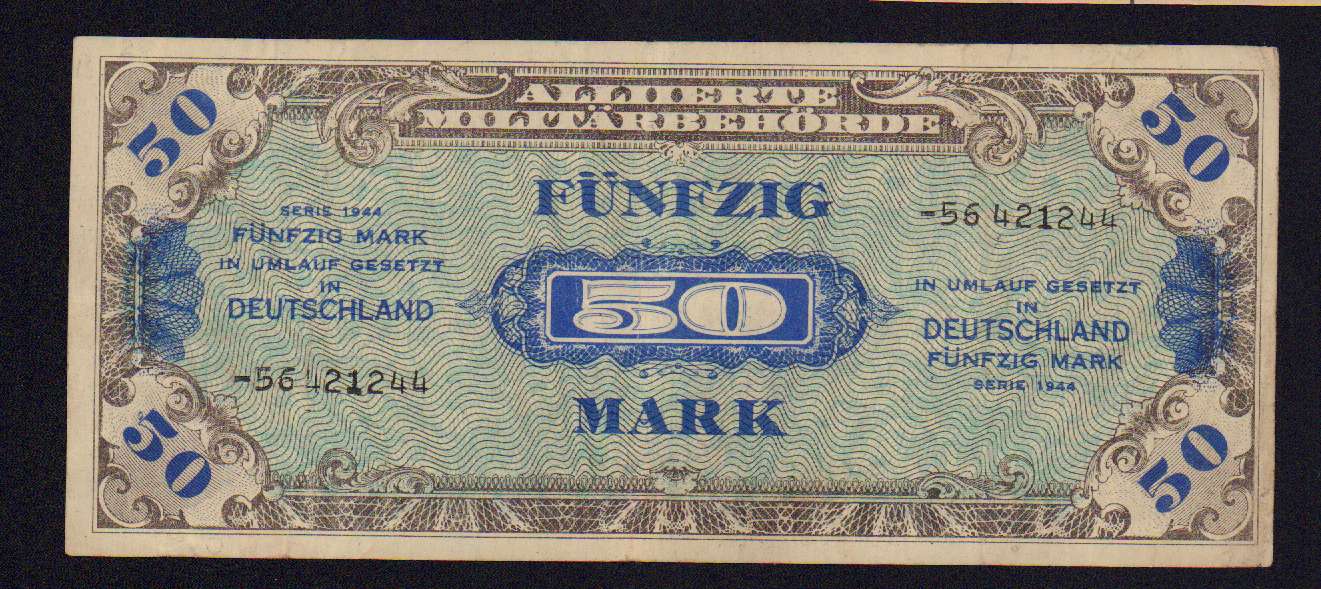 50
ALLIIERTE
MILITÄRBEHÖRDE
50
SERIE 1944
FÜNFZIG MARK
IN UMLAUF GESETZT
IN
DEUTSCHLAND
-56 421244
FÜNFZIG
50
MARK
-56 421244
IN UMLAUF GESETZT
IN
DEUTSCHLAND
FÜNFZIG MARK
SERIE 1944
50
50